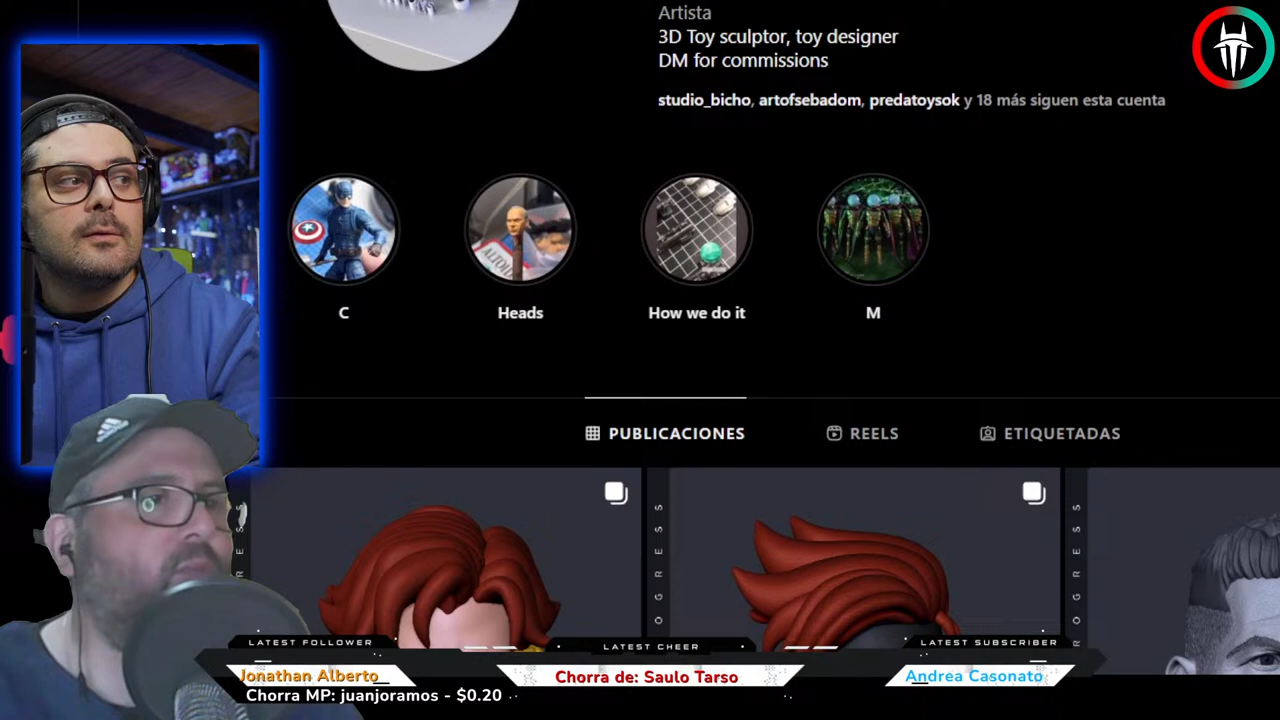 Artista
3D Toy sculptor, toy designer
DM for commissions
studio_bicho, artofsebadom, predatoysok y 18 más siguen esta cuenta
C
Heads
How we do it
M
PUBLICACIONES
REELS
ETIQUETADAS
LATEST FOLLOWER
Jonathan Alberto
LATEST CHEER
Chorra de: Saulo Tarso
LATEST SUBSCRIBER
Andrea Casonato
Chorra MP: juanjoramos - $0.20